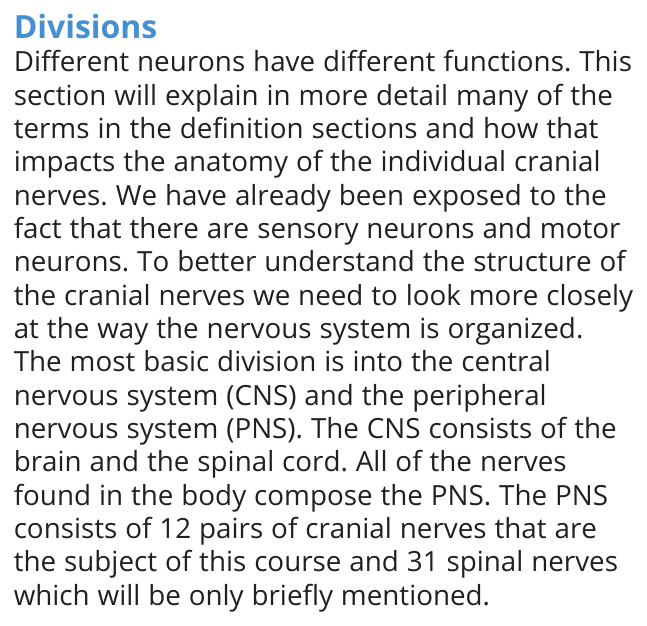 Divisions
Different neurons have different functions. This
section will explain in more detail many of the
terms in the definition sections and how that
impacts the anatomy of the individual cranial
nerves. We have already been exposed to the
fact that there are sensory neurons and motor
neurons. To better understand the structure of
the cranial nerves we need to look more closely
at the way the nervous system is organized.
The most basic division is into the central
nervous system (CNS) and the peripheral
nervous system (PNS). The CNS consists of the
brain and the spinal cord. All of the nerves
found in the body compose the PNS. The PNS
consists of 12 pairs of cranial nerves that are
the subject of this course and 31 spinal nerves
which will be only briefly mentioned.